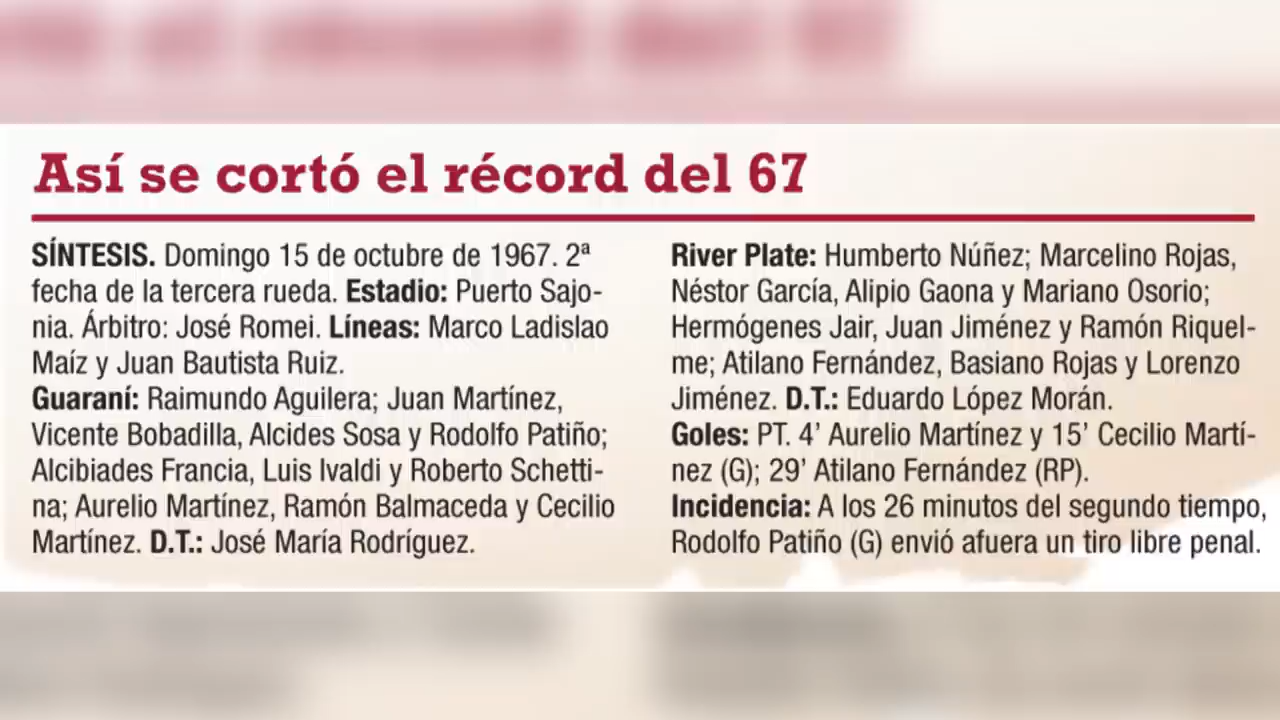 Así se cortó el récord del 67
SÍNTESIS. Domingo 15 de octubre de 1967. 2ª
fecha de la tercera rueda. Estadio: Puerto Sajo-
nia. Árbitro: José Romei. Líneas: Marco Ladislao
Maíz y Juan Bautista Ruiz.
Guaraní: Raimundo Aguilera; Juan Martínez,
Vicente Bobadilla, Alcides Sosa y Rodolfo Patiño;
Alcibiades Francia, Luis Ivaldi y Roberto Schetti-
na; Aurelio Martínez, Ramón Balmaceda y Cecilio
Martínez. D.T.: José María Rodríguez.
River Plate: Humberto Núñez; Marcelino Rojas,
Néstor García, Alipio Gaona y Mariano Osorio;
Hermógenes Jair, Juan Jiménez y Ramón Riquel-
me; Atilano Fernández, Basiano Rojas y Lorenzo
Jiménez. D.T.: Eduardo López Morán.
Goles: PT. 4’ Aurelio Martínez y 15’ Cecilio Martí-
nez (G); 29’ Atilano Fernández (RP).
Incidencia: A los 26 minutos del segundo tiempo,
Rodolfo Patiño (G) envió afuera un tiro libre penal.